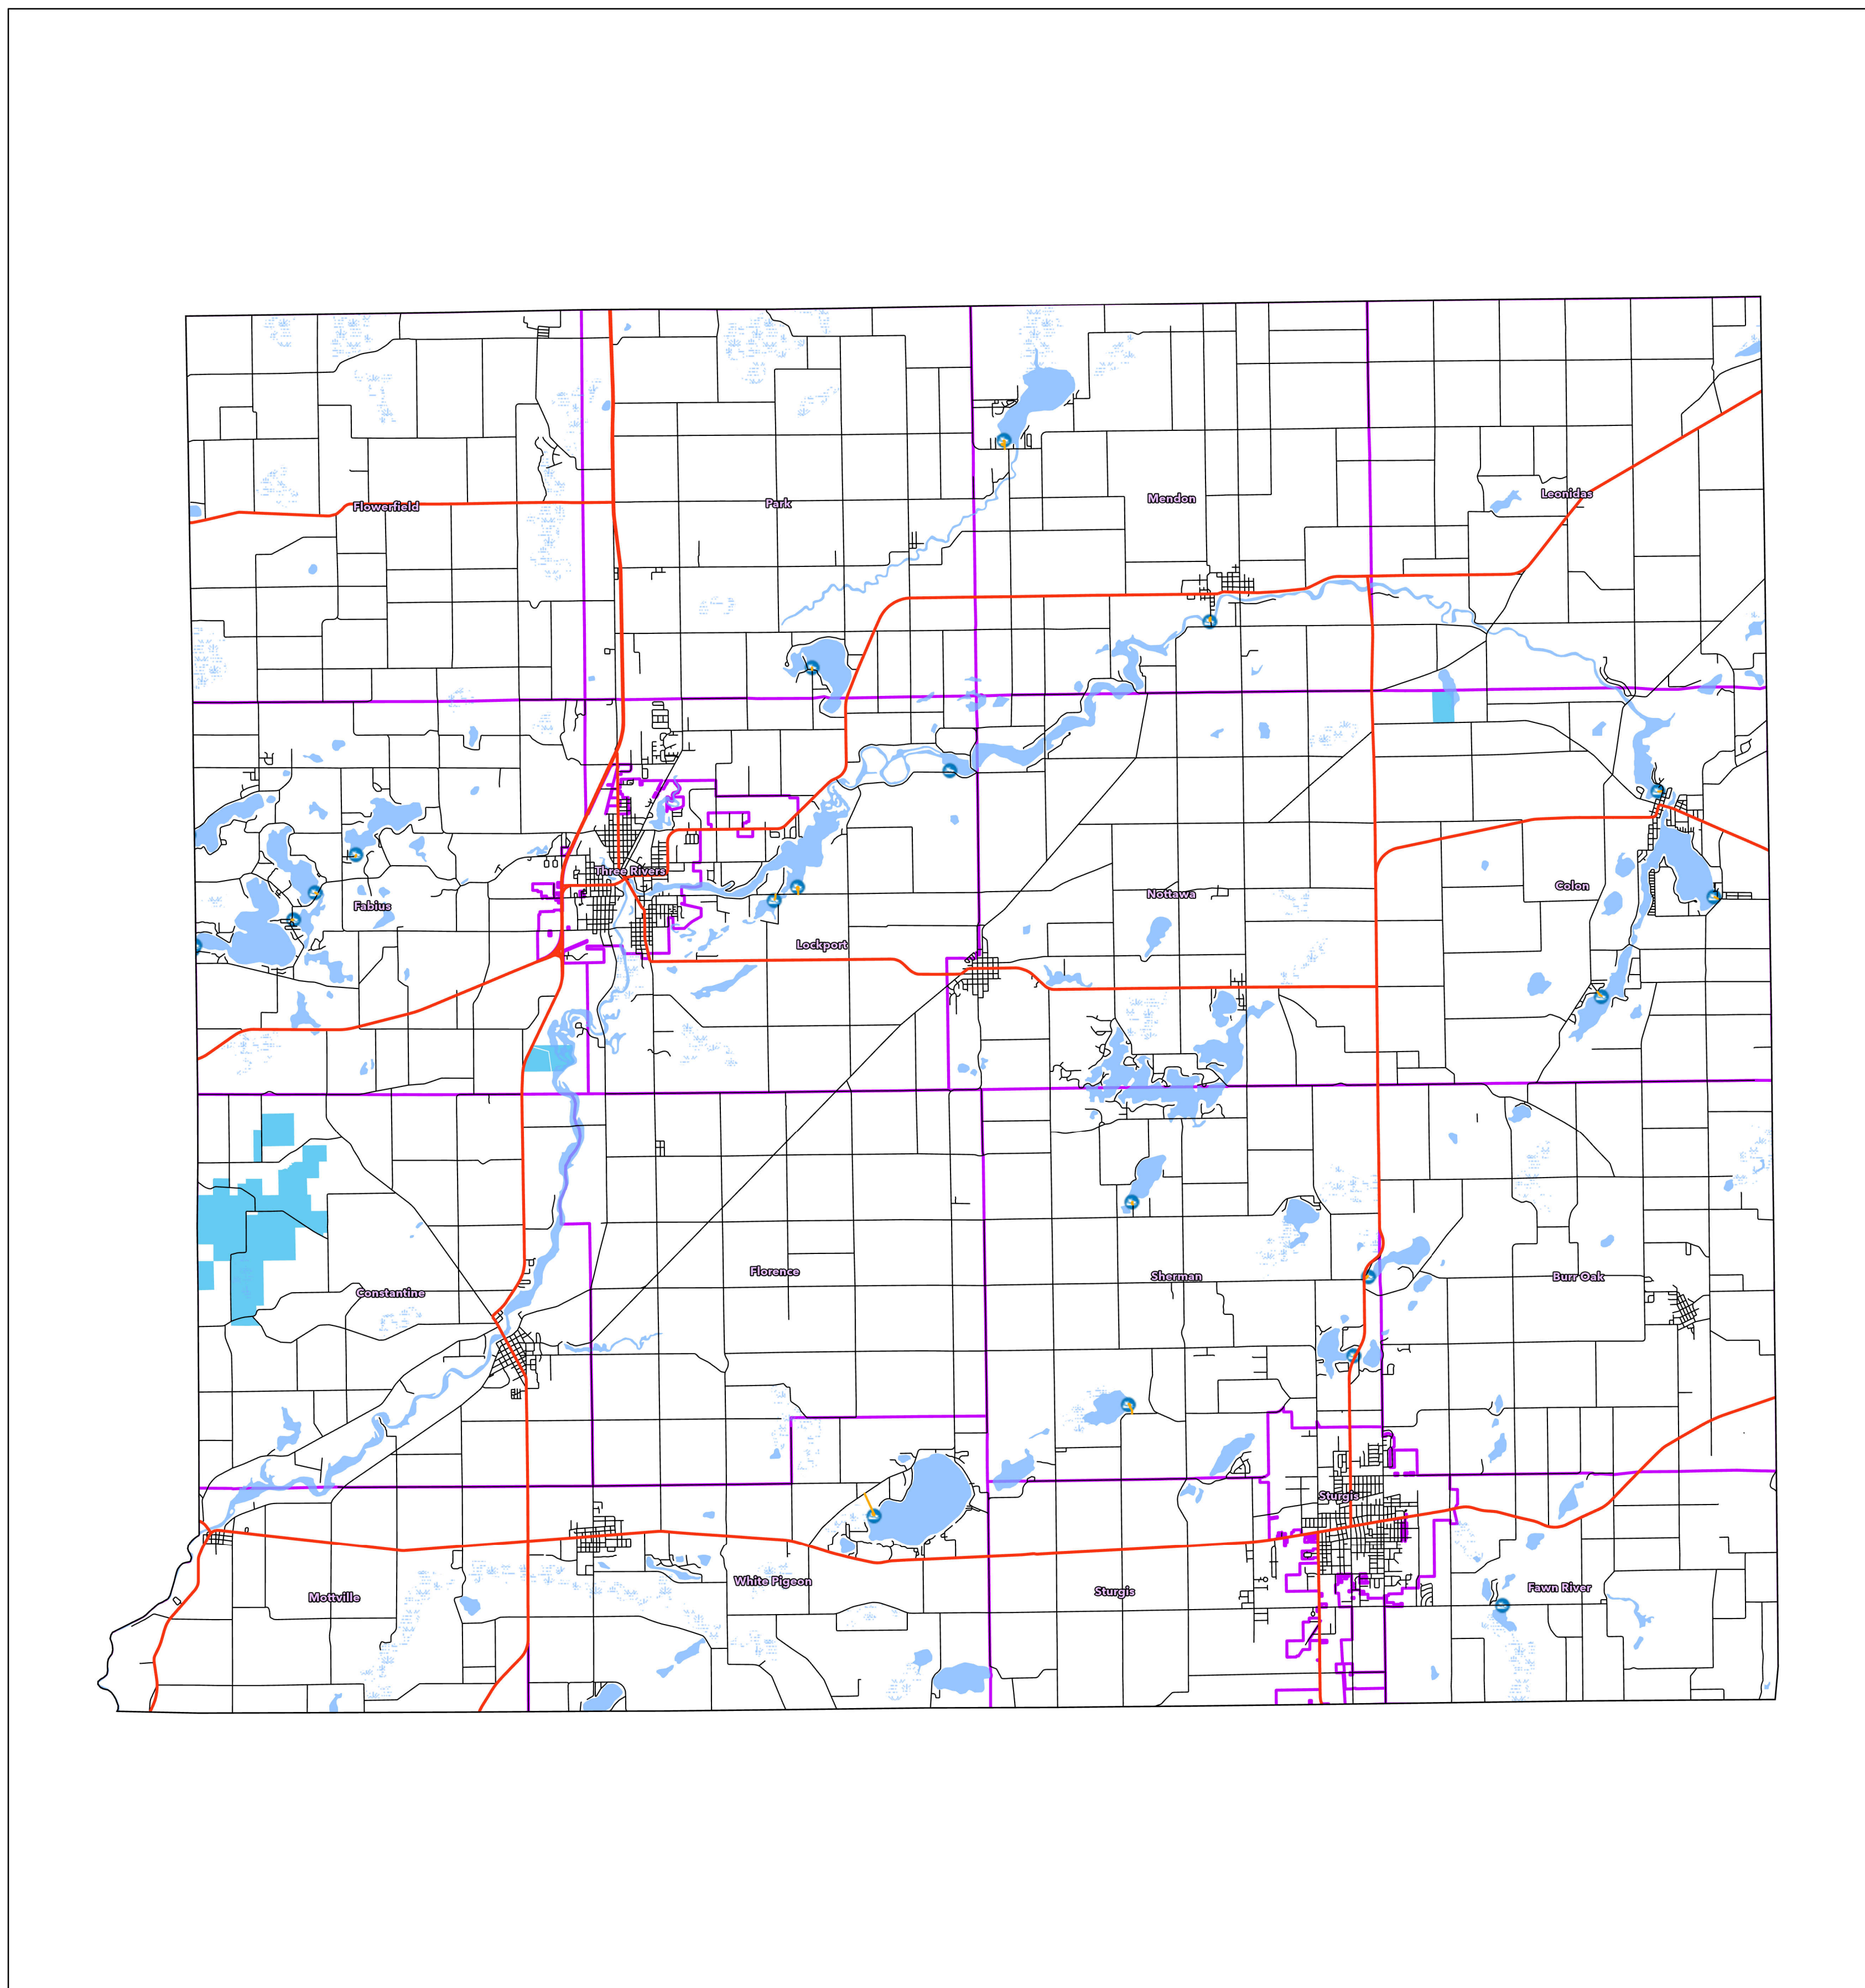 Flowerfield
Park
Mendon
Leonidas
Three Rivers
Fabius
Lockport
Nottawa
Colon
Constantine
Florence
Sherman
Burr Oak
Sturgis
Mottville
White Pigeon
Sturgis
Fawn River